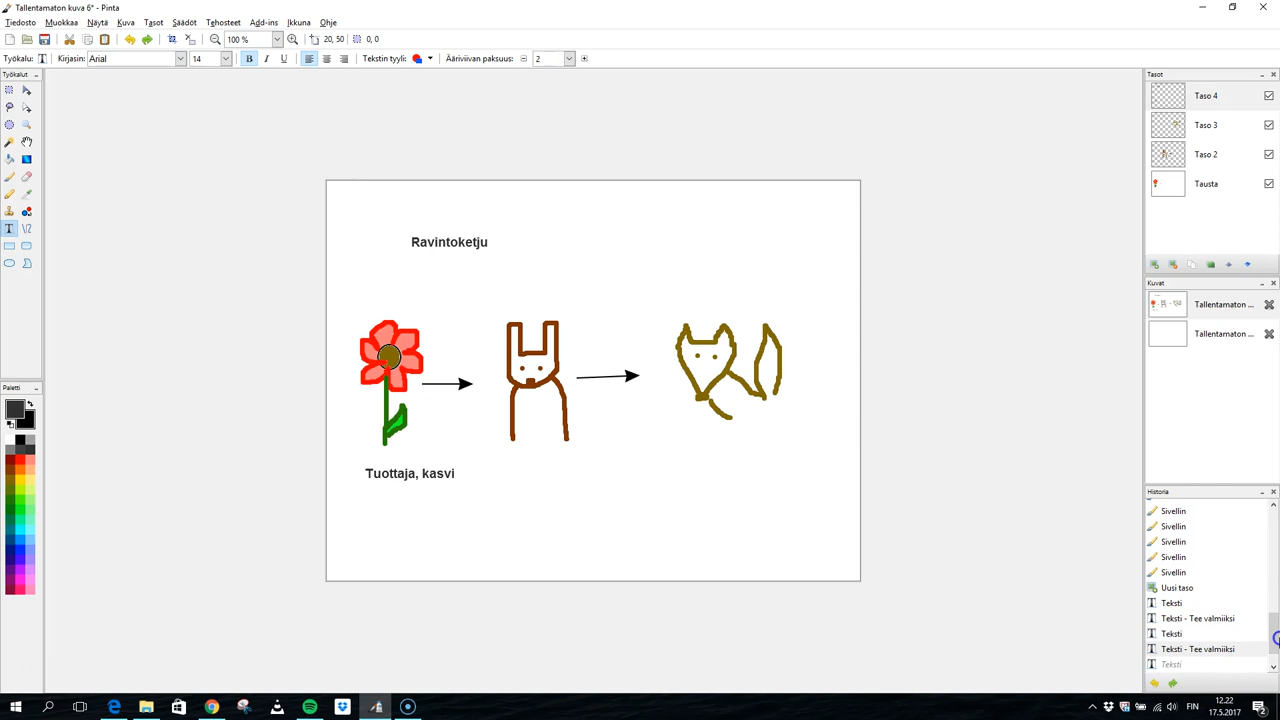 Tallentamaton kuva 6* - Pinta
Tiedosto Muokkaa Näytä Kuva Tasot Säädöt Tehosteet Add-ins Ikkuna Ohje
100 % 20, 50 0, 0
Työkalu: T Kirjasin: Arial 14 B I U Tekstin tyyli: Ääriviivan paksuus: 2
Työkalut
Tasot
Taso 4
Taso 3
Taso 2
Tausta
Ravintoketju
Kuvat
Tallentamaton ...
Tallentamaton ...
Paletti
Tuottaja, kasvi
Historia
Sivellin
Sivellin
Sivellin
Sivellin
Sivellin
Uusi taso
Teksti
Teksti - Tee valmiiksi
Teksti
Teksti - Tee valmiiksi
Teksti
FIN
12.22
17.5.2017
2